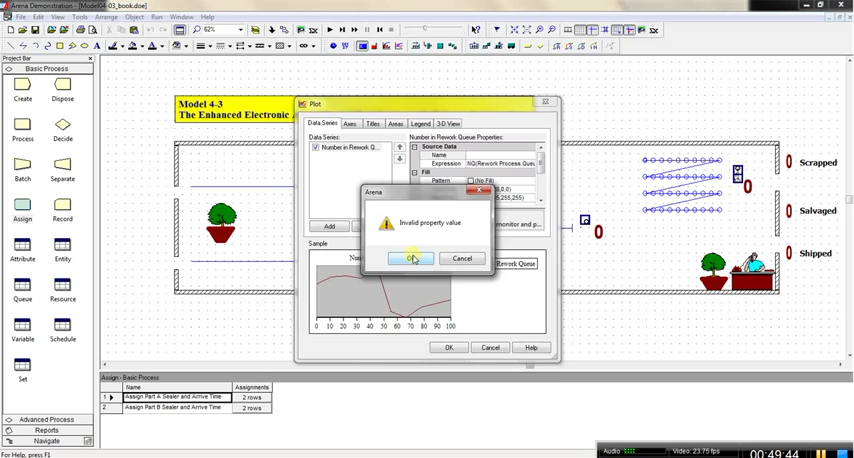 Arena Demonstration - [Model04-03_book.doe]
File Edit View Tools Arrange Object Run Window Help
62%
Project Bar
Basic Process
Create
Dispose
Process
Decide
Batch
Separate
Assign
Record
Attribute
Entity
Queue
Resource
Variable
Schedule
Set
Advanced Process
Reports
Navigate
Model 4-3
The Enhanced Electronic
Plot
Data Series Axes Titles Areas Legend 3-D View
Data Series:
Number in Rework Q...
Add
Number in Rework Queue Properties:
Source Data
Name
Expression NQ(Rework Process.Queu
Fill
Pattern (No Fill)
monitor and p...
Arena
Invalid property value
OK
Cancel
Sample
Rework Queue
0 10 20 30 40 50 60 70 80 90 100
OK Cancel Help
0 Scrapped
0 Salvaged
0 Shipped
0
0
Assign - Basic Process
Name Assignments
1 Assign Part A Sealer and Arrive Time 2 rows
2 Assign Part B Sealer and Arrive Time 2 rows
For Help, press F1
Audio Video: 23.75 fps 00:49:44